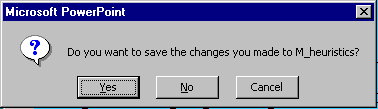 Microsoft PowerPoint
Do you want to save the changes you made to M_heuristics?
Yes No Cancel